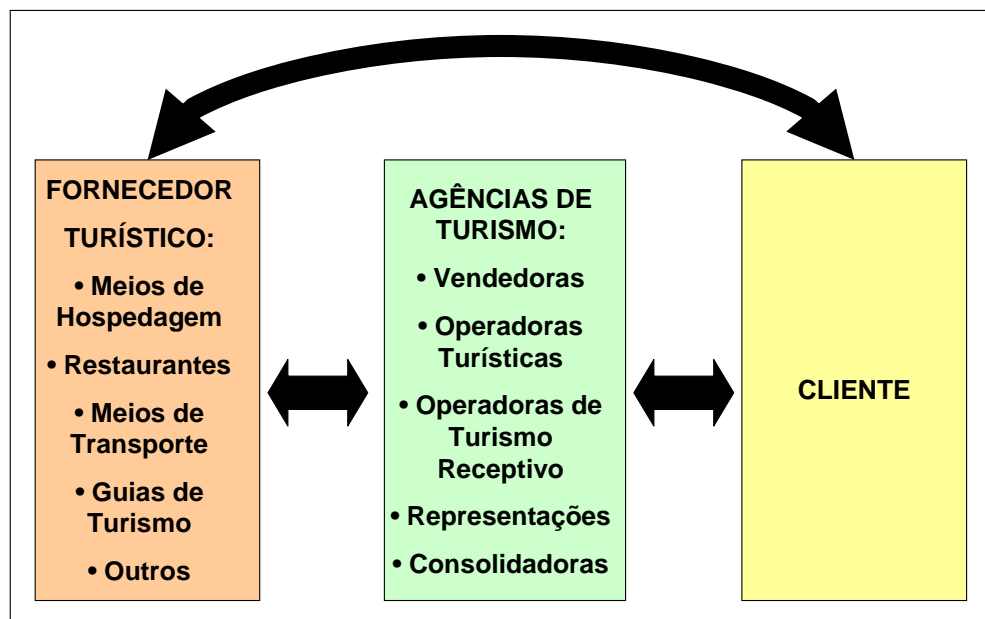 FORNECEDOR
TURÍSTICO:
• Meios de
Hospedagem
• Restaurantes
• Meios de
Transporte
• Guias de
Turismo
• Outros
AGÊNCIAS DE
TURISMO:
• Vendedoras
• Operadoras
Turísticas
• Operadoras de
Turismo
Receptivo
• Representações
• Consolidadoras
CLIENTE